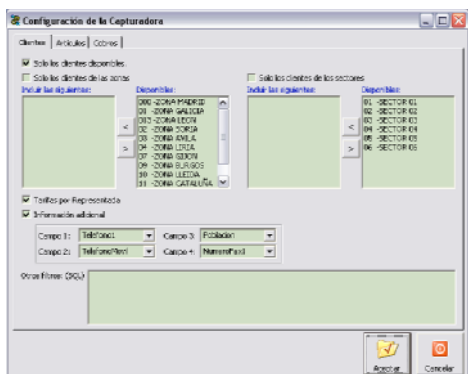 Configuración de la Capturadora
Clientes Artículos Cobros
Solo los clientes disponibles.
Solo los clientes de las zonas
Solo los clientes de los sectores
Incluir las siguientes:
Disponibles:
Incluir las siguientes:
Disponibles:
000 -ZONA MADRID
01 -ZONA GALICIA
013 -ZONA LEON
02 -ZONA SORIA
03 -ZONA AVILA
04 -ZONA LIRIA
07 -ZONA GIJON
09 -ZONA BURGOS
10 -ZONA LLEIDA
11 -ZONA CATALUÑA
01 -SECTOR 01
02 -SECTOR 02
03 -SECTOR 03
04 -SECTOR 04
05 -SECTOR 05
06 -SECTOR 06
<
>
<
>
Tarifas por Representada
Información adicional
Campo 1: Telefono1
Campo 3: Poblacion
Campo 2: TelefonoMovil
Campo 4: NumeroFax1
Otros filtros: (SQL)
Aceptar
Cancelar